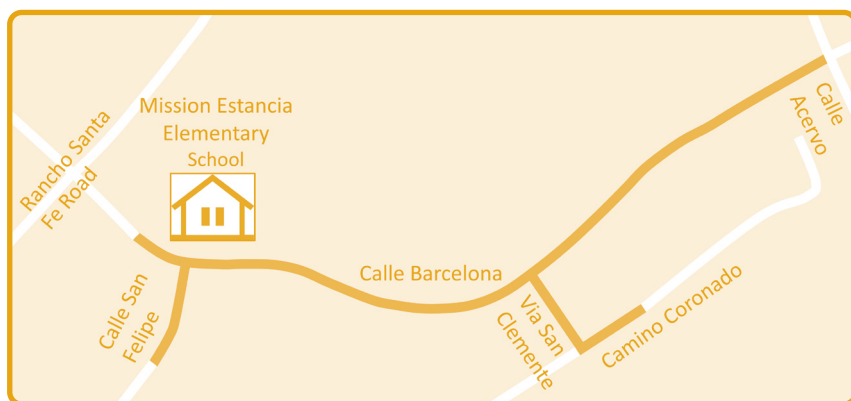 Mission Estancia
Elementary
School
Rancho Santa
Fe Road
Calle San
Felipe
Calle Barcelona
Via San
Clemente
Camino Coronado
Calle
Acervo